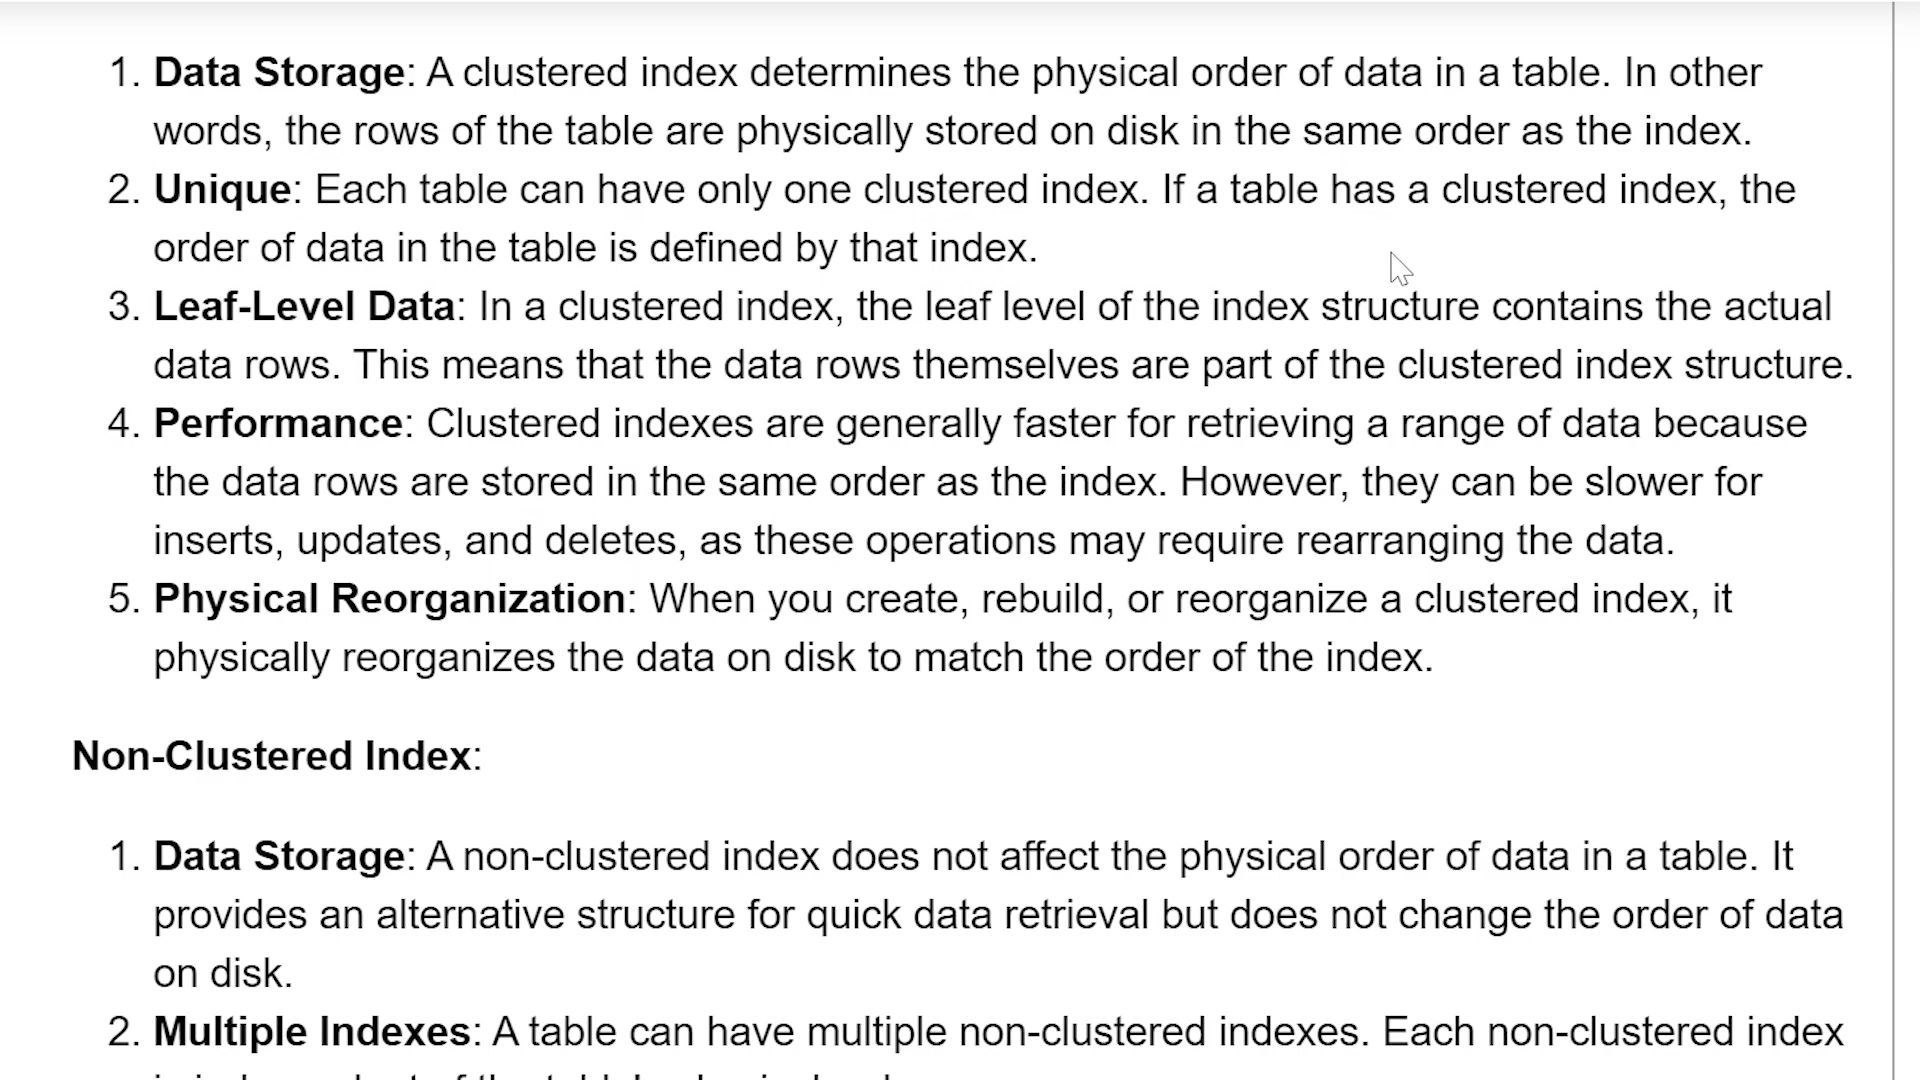 1. Data Storage: A clustered index determines the physical order of data in a table. In other
words, the rows of the table are physically stored on disk in the same order as the index.
2. Unique: Each table can have only one clustered index. If a table has a clustered index, the
order of data in the table is defined by that index.
3. Leaf-Level Data: In a clustered index, the leaf level of the index structure contains the actual
data rows. This means that the data rows themselves are part of the clustered index structure.
4. Performance: Clustered indexes are generally faster for retrieving a range of data because
the data rows are stored in the same order as the index. However, they can be slower for
inserts, updates, and deletes, as these operations may require rearranging the data.
5. Physical Reorganization: When you create, rebuild, or reorganize a clustered index, it
physically reorganizes the data on disk to match the order of the index.
Non-Clustered Index:
1. Data Storage: A non-clustered index does not affect the physical order of data in a table. It
provides an alternative structure for quick data retrieval but does not change the order of data
on disk.
2. Multiple Indexes: A table can have multiple non-clustered indexes. Each non-clustered index